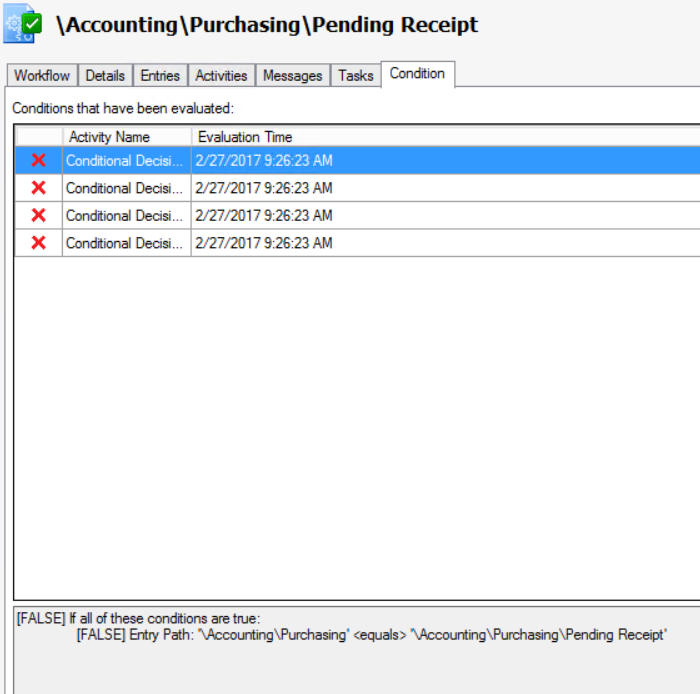 \Accounting\Purchasing\Pending Receipt
Workflow Details Entries Activities Messages Tasks Condition
Conditions that have been evaluated:
Activity Name Evaluation Time
Conditional Decisi... 2/27/2017 9:26:23 AM
Conditional Decisi... 2/27/2017 9:26:23 AM
Conditional Decisi... 2/27/2017 9:26:23 AM
Conditional Decisi... 2/27/2017 9:26:23 AM
[FALSE] If all of these conditions are true:
[FALSE] Entry Path: '\Accounting\Purchasing' <equals> '\Accounting\Purchasing\Pending Receipt'